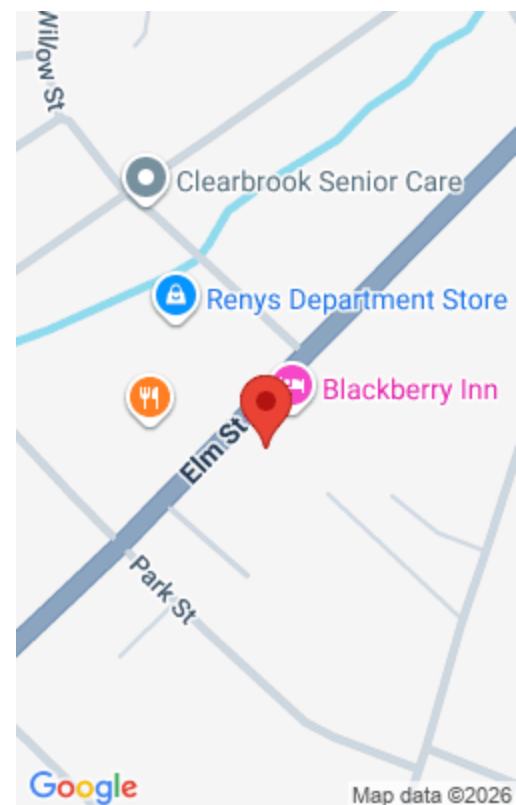 Willow St
Clearbrook Senior Care
Renys Department Store
Blackberry Inn
Elm St
Park St
Google
Map data ©2026